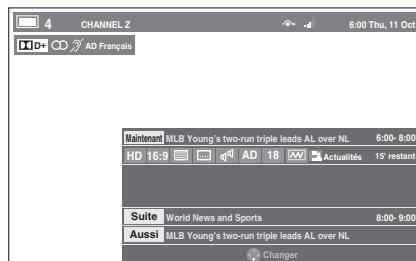 4 CHANNEL Z 6:00 Thu, 11 Oct
D+ AD Français
Maintenant MLB Young's two-run triple leads AL over NL 6:00- 8:00
HD 16:9 AD 18 Actualités 15' restant
Suite World News and Sports 8:00- 9:00
Aussi MLB Young's two-run triple leads AL over NL
Changer